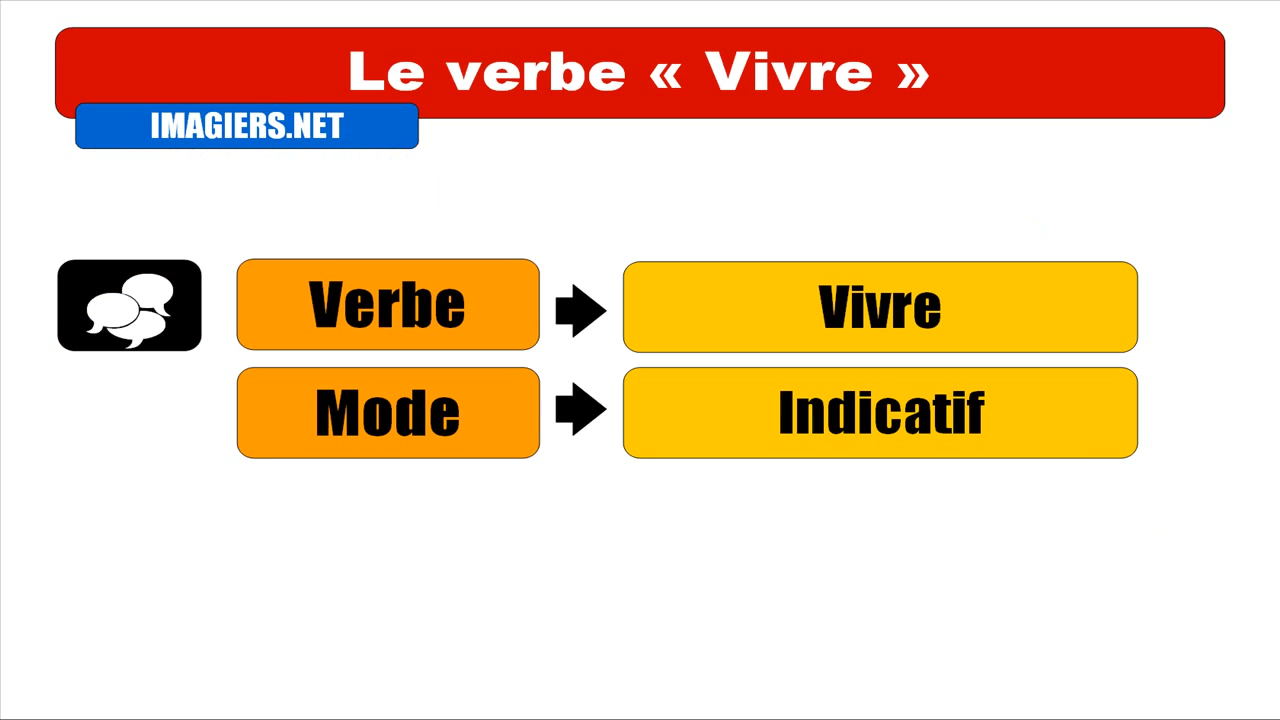 Le verbe « Vivre »
IMAGIERS.NET
Verbe Vivre
Mode Indicatif